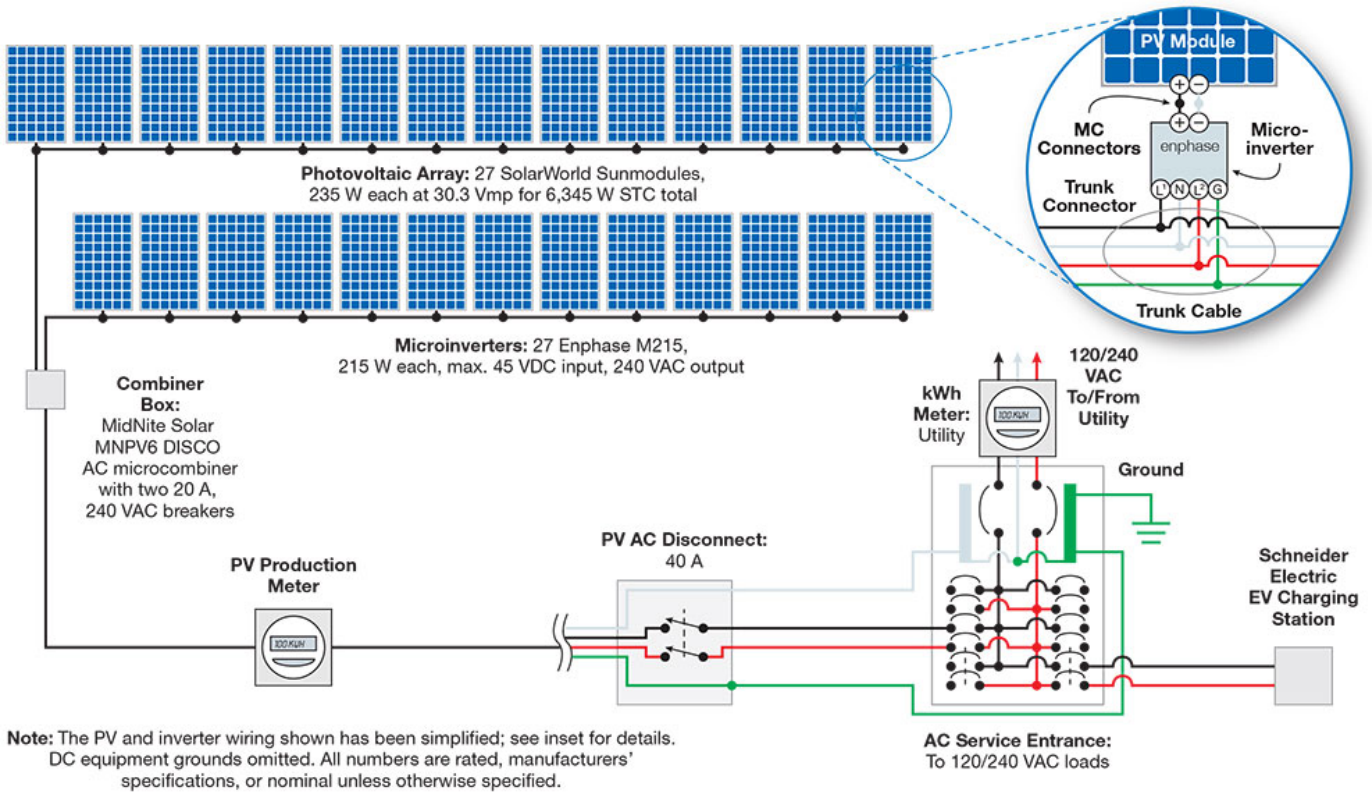 PV Module
+ −
MC
Connectors
+ −
enphase
Micro-
inverter
L¹ N L² G
Trunk
Connector
Trunk Cable
Photovoltaic Array: 27 SolarWorld Sunmodules,
235 W each at 30.3 Vmp for 6,345 W STC total
Microinverters: 27 Enphase M215,
215 W each, max. 45 VDC input, 240 VAC output
Combiner
Box:
MidNite Solar
MNPV6 DISCO
AC microcombiner
with two 20 A,
240 VAC breakers
kWh
Meter:
Utility
100 KWH
120/240
VAC
To/From
Utility
Ground
PV Production
Meter
100 KWH
PV AC Disconnect:
40 A
Schneider
Electric
EV Charging
Station
AC Service Entrance:
To 120/240 VAC loads
Note: The PV and inverter wiring shown has been simplified; see inset for details.
DC equipment grounds omitted. All numbers are rated, manufacturers’
specifications, or nominal unless otherwise specified.